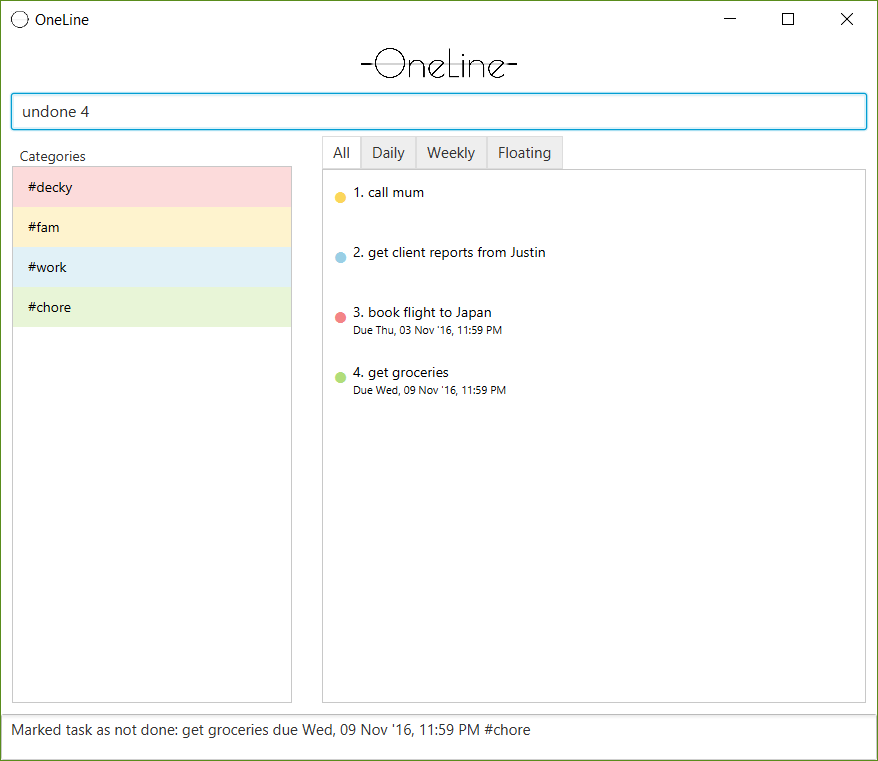 OneLine
-OneLine-
undone 4
Categories
#decky
#fam
#work
#chore
All Daily Weekly Floating
1. call mum
2. get client reports from Justin
3. book flight to Japan
Due Thu, 03 Nov '16, 11:59 PM
4. get groceries
Due Wed, 09 Nov '16, 11:59 PM
Marked task as not done: get groceries due Wed, 09 Nov '16, 11:59 PM #chore